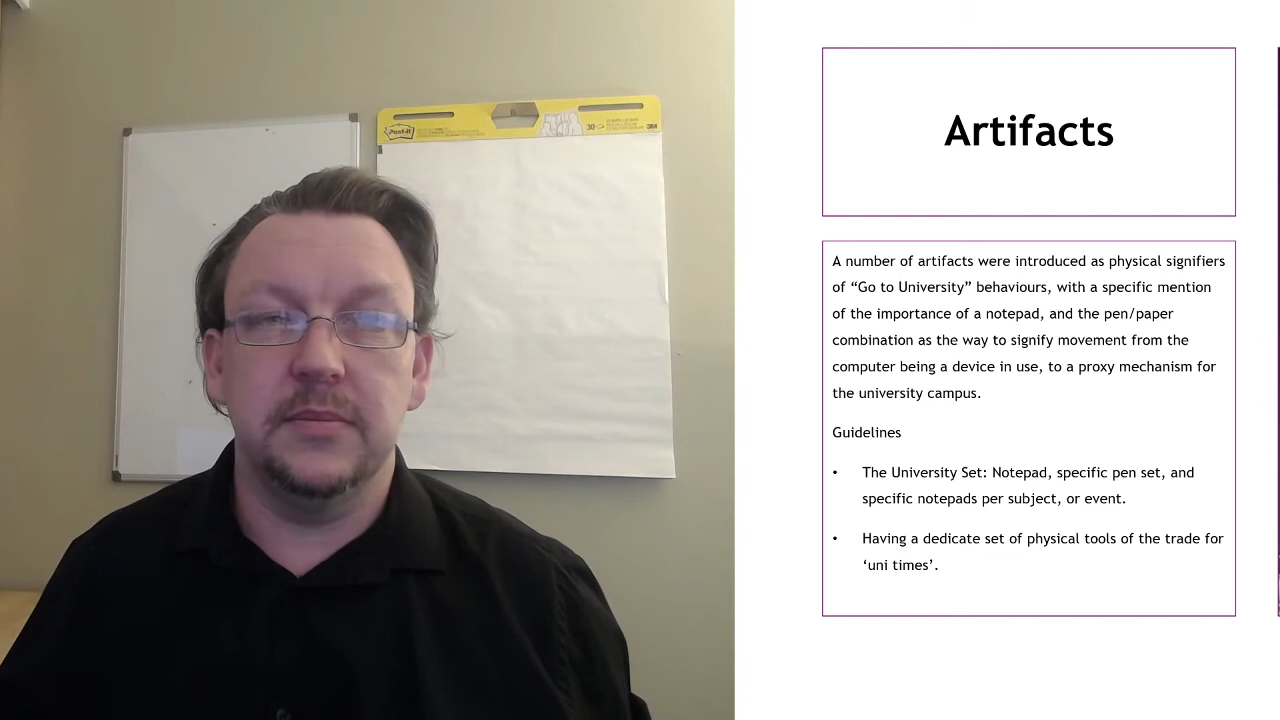 Post-it
30
3M
Artifacts
A number of artifacts were introduced as physical signifiers
of “Go to University” behaviours, with a specific mention
of the importance of a notepad, and the pen/paper
combination as the way to signify movement from the
computer being a device in use, to a proxy mechanism for
the university campus.
Guidelines
• The University Set: Notepad, specific pen set, and
specific notepads per subject, or event.
• Having a dedicate set of physical tools of the trade for
‘uni times’.